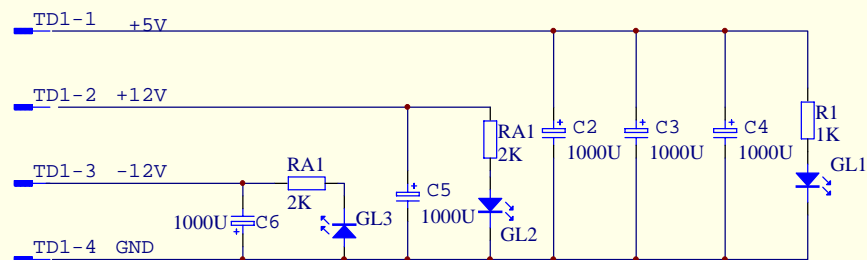 TD1-1 +5V
TD1-2 +12V
TD1-3 -12V
TD1-4 GND
RA1
2K
1000U
C6
GL3
C5
1000U
RA1
2K
GL2
C2
1000U
C3
1000U
C4
1000U
R1
1K
GL1